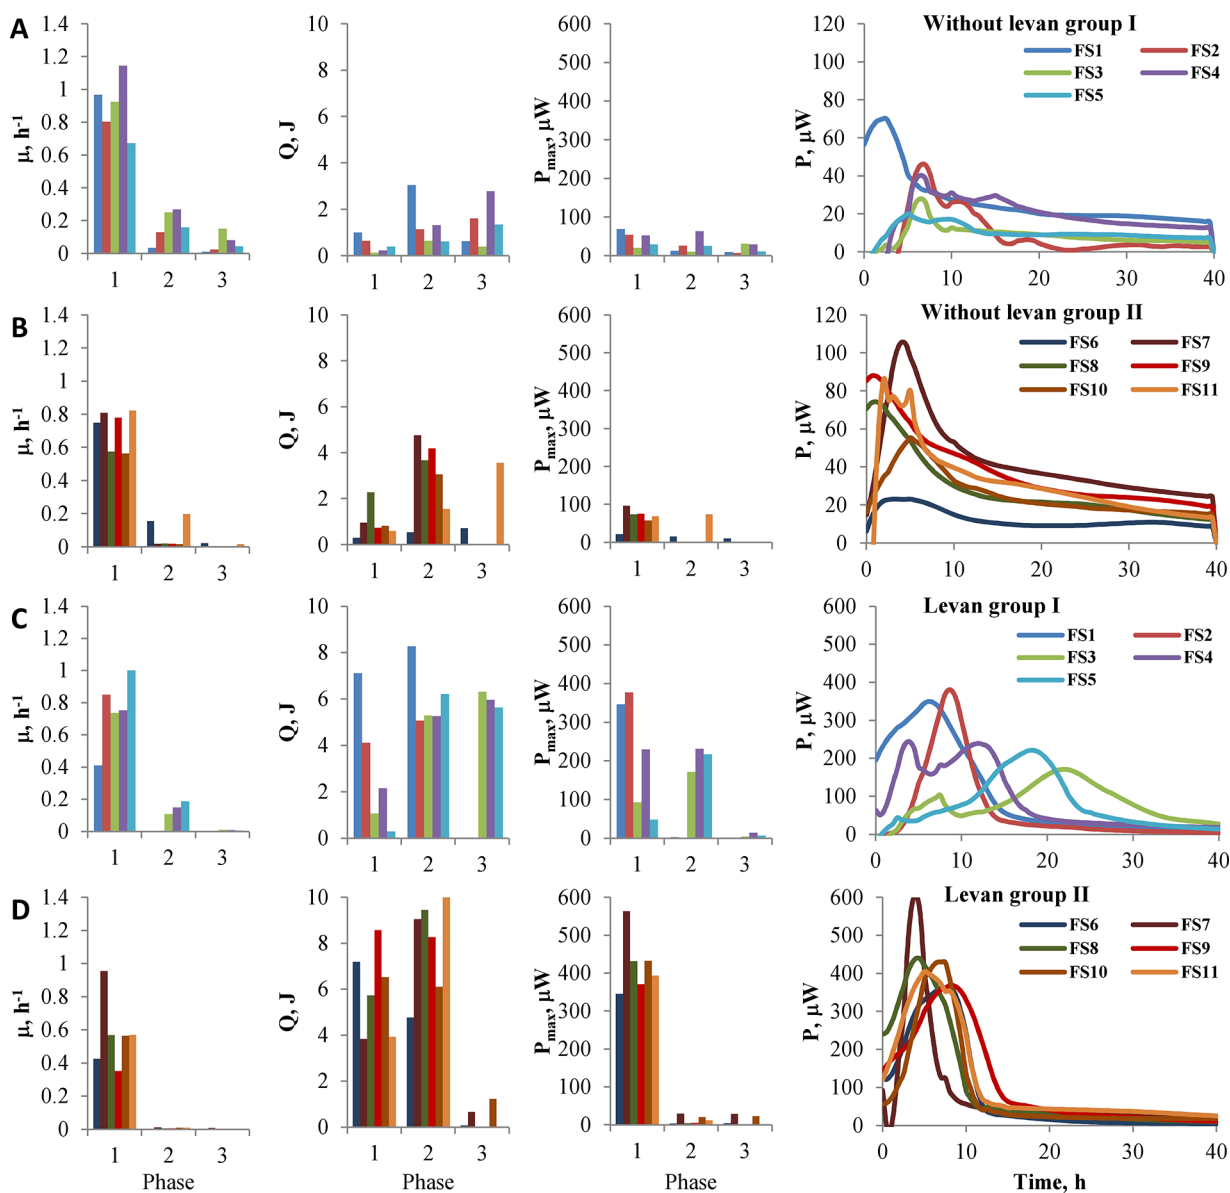 A
μ, h-1
1.4
1.2
1
0.8
0.6
0.4
0.2
0
1 2 3
Q, J
10
8
6
4
2
0
1 2 3
Pmax, μW
600
500
400
300
200
100
0
1 2 3
Without levan group I
FS1 FS2
FS3 FS4
FS5
P, μW
120
100
80
60
40
20
0
0 10 20 30 40
B
μ, h-1
1.4
1.2
1
0.8
0.6
0.4
0.2
0
1 2 3
Q, J
10
8
6
4
2
0
1 2 3
Pmax, μW
600
500
400
300
200
100
0
1 2 3
Without levan group II
FS6 FS7
FS8 FS9
FS10 FS11
P, μW
120
100
80
60
40
20
0
0 10 20 30 40
C
μ, h-1
1.4
1.2
1
0.8
0.6
0.4
0.2
0
1 2 3
Q, J
10
8
6
4
2
0
1 2 3
Pmax, μW
600
500
400
300
200
100
0
1 2 3
Levan group I
FS1 FS2
FS3 FS4
FS5
P, μW
600
500
400
300
200
100
0
0 10 20 30 40
D
μ, h-1
1.4
1.2
1
0.8
0.6
0.4
0.2
0
1 2 3
Phase
Q, J
10
8
6
4
2
0
1 2 3
Phase
Pmax, μW
600
500
400
300
200
100
0
1 2 3
Phase
Levan group II
FS6 FS7
FS8 FS9
FS10 FS11
P, μW
600
500
400
300
200
100
0
0 10 20 30 40
Time, h